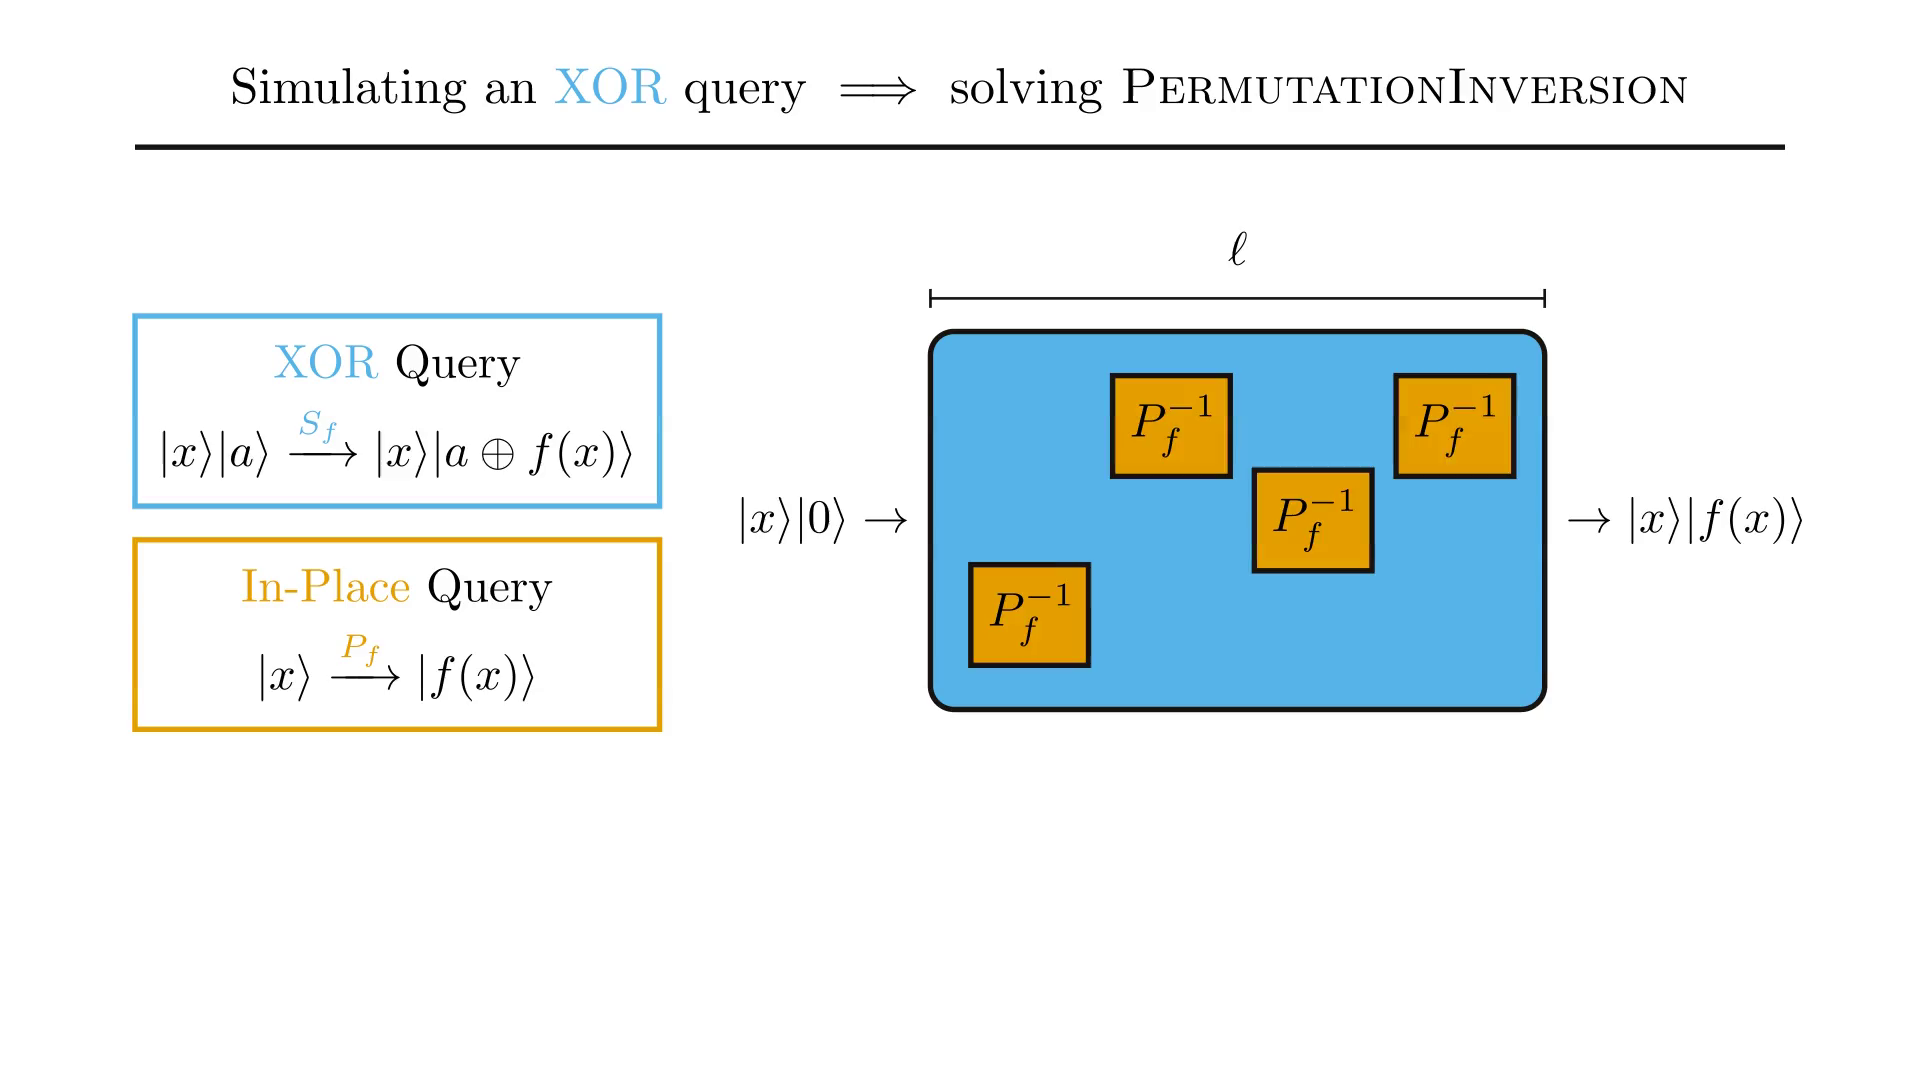 Simulating an XOR query ⟹ solving PERMUTATIONINVERSION
XOR Query
|x⟩|a⟩ —S_f→ |x⟩|a ⊕ f(x)⟩
In-Place Query
|x⟩ —P_f→ |f(x)⟩
ℓ
P_f^{-1} P_f^{-1}
|x⟩|0⟩ → P_f^{-1} → |x⟩|f(x)⟩
P_f^{-1}